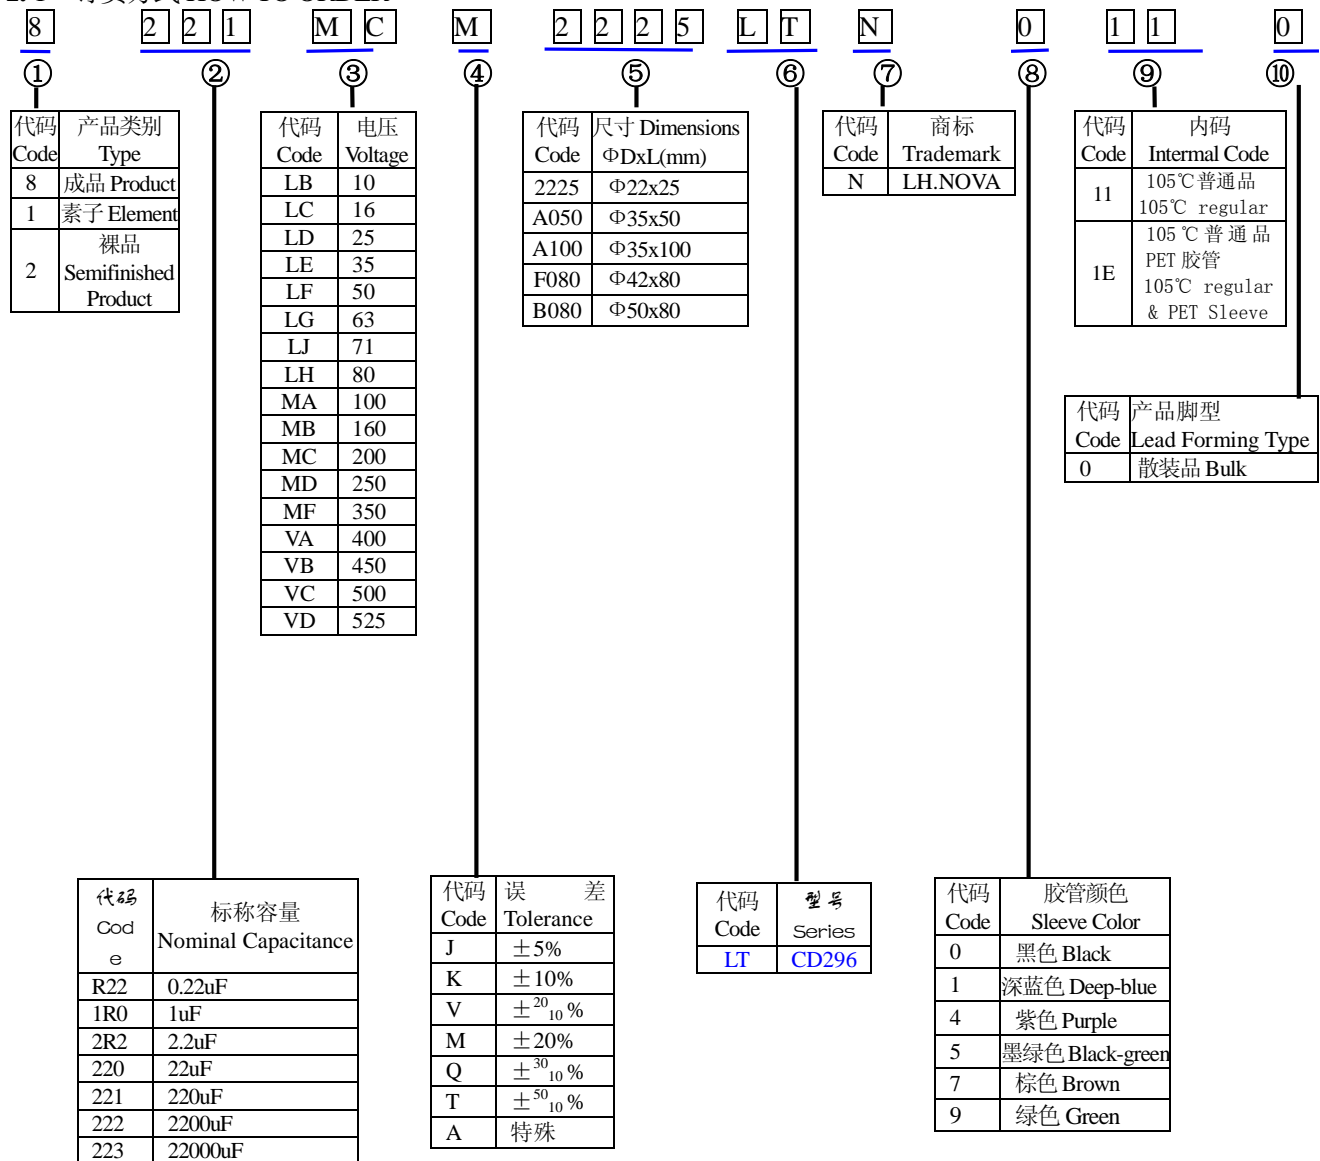 HOW TO ORDER
8 2 2 1 M C M 2 2 2 5 L T N 0 1 1 0
① ② ③ ④ ⑤ ⑥ ⑦ ⑧ ⑨ ⑩
代码 产品类别
Code Type
8 成品 Product
1 素子 Element
2 裸品
Semifinished
Product
代码 电压
Code Voltage
LB 10
LC 16
LD 25
LE 35
LF 50
LG 63
LJ 71
LH 80
MA 100
MB 160
MC 200
MD 250
MF 350
VA 400
VB 450
VC 500
VD 525
代码 尺寸 Dimensions
Code ΦDxL(mm)
2225 Φ22x25
A050 Φ35x50
A100 Φ35x100
F080 Φ42x80
B080 Φ50x80
代码 商标
Code Trademark
N LH.NOVA
代码 内码
Code Intermal Code
11 105℃普通品
105℃ regular
1E 105℃普通品
PET 胶管
105℃ regular
& PET Sleeve
代码 产品脚型
Code Lead Forming Type
0 散装品 Bulk
代码 标称容量
Cod
e Nominal Capacitance
R22 0.22uF
1R0 1uF
2R2 2.2uF
220 22uF
221 220uF
222 2200uF
223 22000uF
代码 误 差
Code Tolerance
J ±5%
K ±10%
V ±20 10 %
M ±20%
Q ±30 10 %
T ±50 10 %
A 特殊
代码 型号
Code Series
LT CD296
代码 胶管颜色
Code Sleeve Color
0 黑色 Black
1 深蓝色 Deep-blue
4 紫色 Purple
5 墨绿色 Black-green
7 棕色 Brown
9 绿色 Green